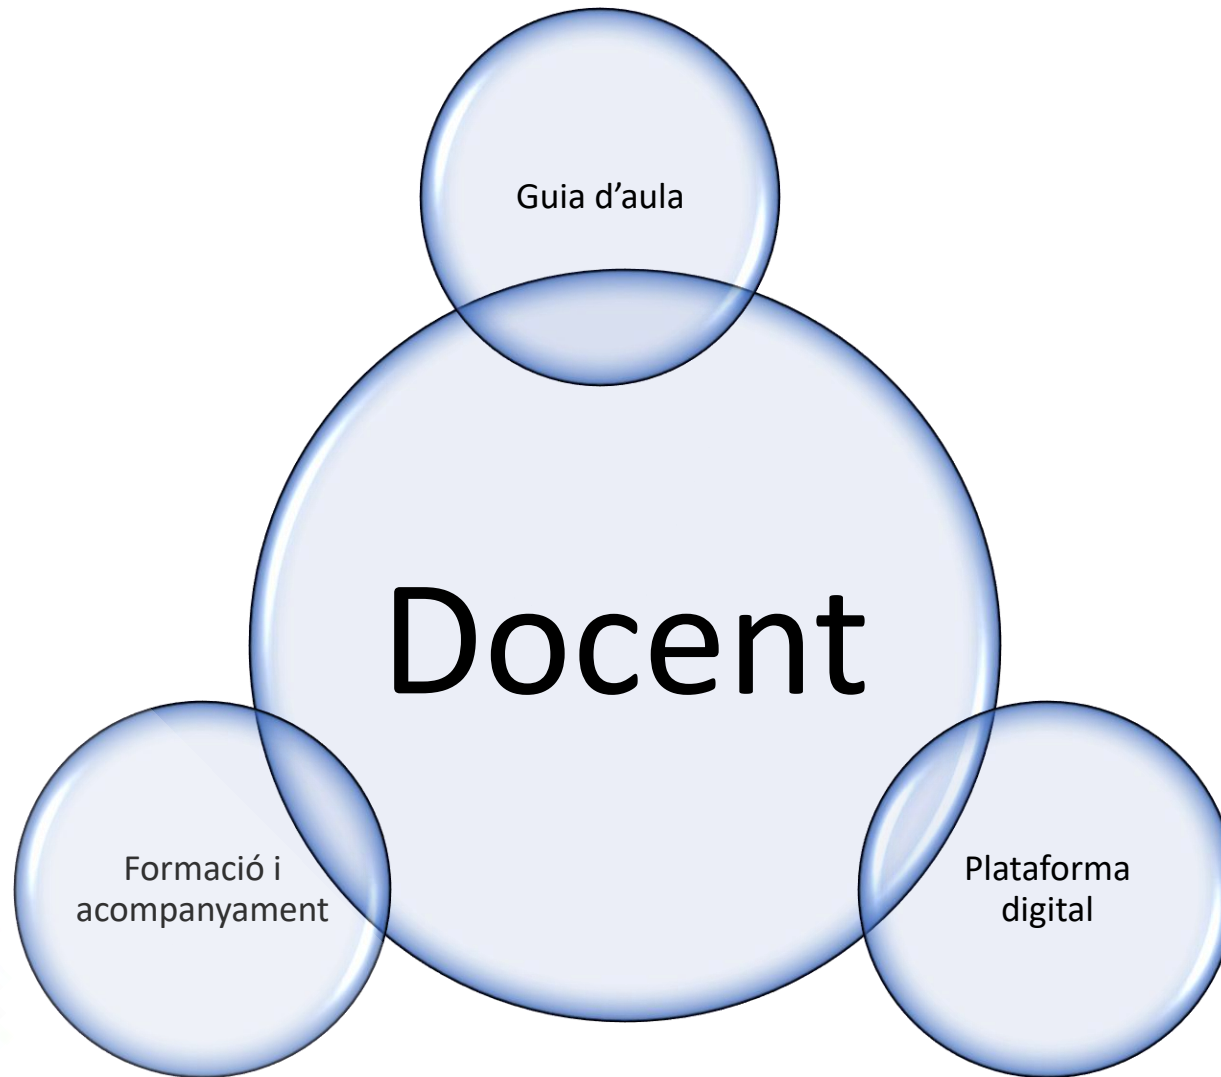 Guia d’aula
Docent
Formació i
acompanyament
Plataforma
digital